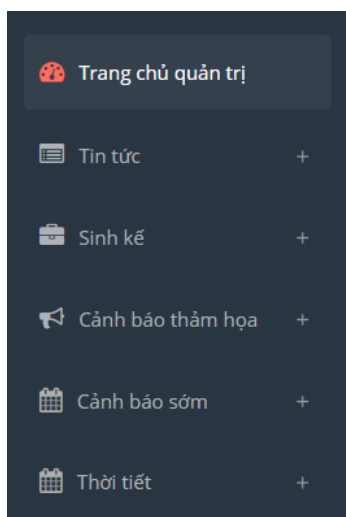 Trang chủ quản trị
Tin tức +
Sinh kế +
Cảnh báo thảm họa +
Cảnh báo sớm +
Thời tiết +